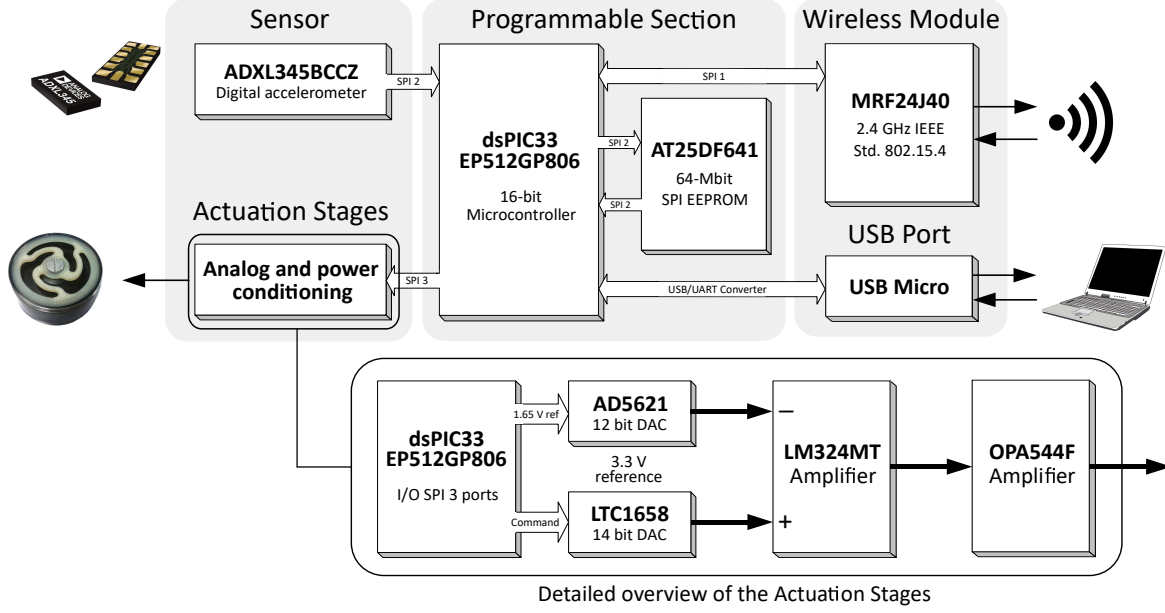 Sensor
Programmable Section
Wireless Module
ADXL345BCCZ
Digital accelerometer
SPI 2
SPI 1
ANALOG
DEVICES
ADXL345
MRF24J40
2.4 GHz IEEE
Std. 802.15.4
dsPIC33
EP512GP806
16-bit
Microcontroller
SPI 2
AT25DF641
64-Mbit
SPI EEPROM
SPI 2
Actuation Stages
USB Port
Analog and power
conditioning
SPI 3
USB/UART Converter
USB Micro
dsPIC33
EP512GP806
I/O SPI 3 ports
1.65 V ref
AD5621
12 bit DAC
3.3 V
reference
Command
LTC1658
14 bit DAC
−
+
LM324MT
Amplifier
OPA544F
Amplifier
Detailed overview of the Actuation Stages